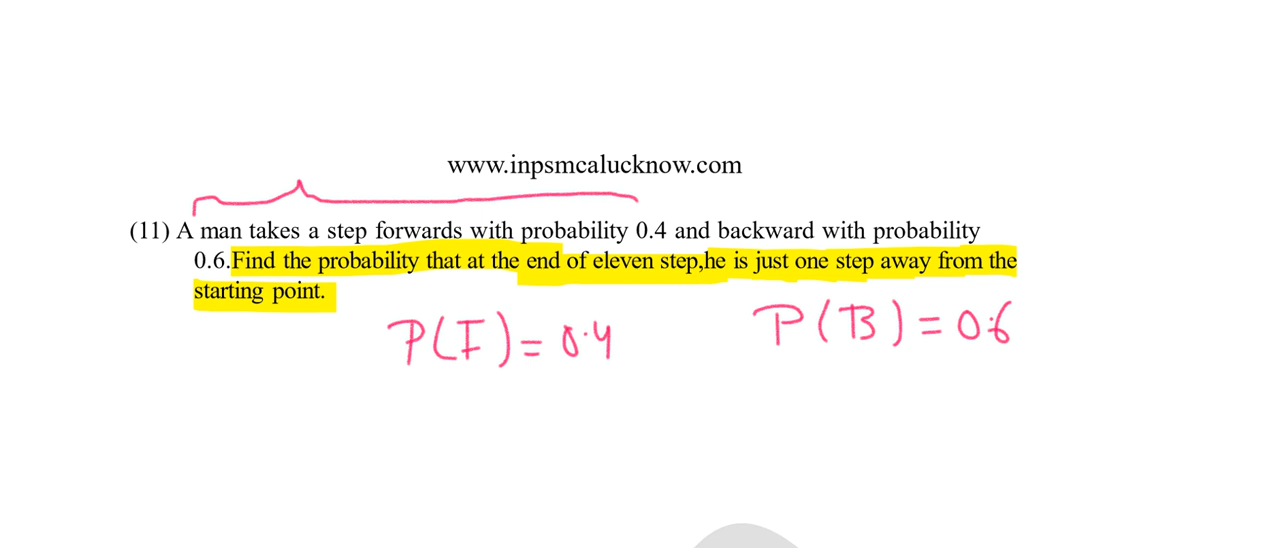 www.inpsmcalucknow.com
(11) A man takes a step forwards with probability 0.4 and backward with probability
0.6.Find the probability that at the end of eleven step,he is just one step away from the
starting point.
P(F) = 0.4 P(B) = 0.6